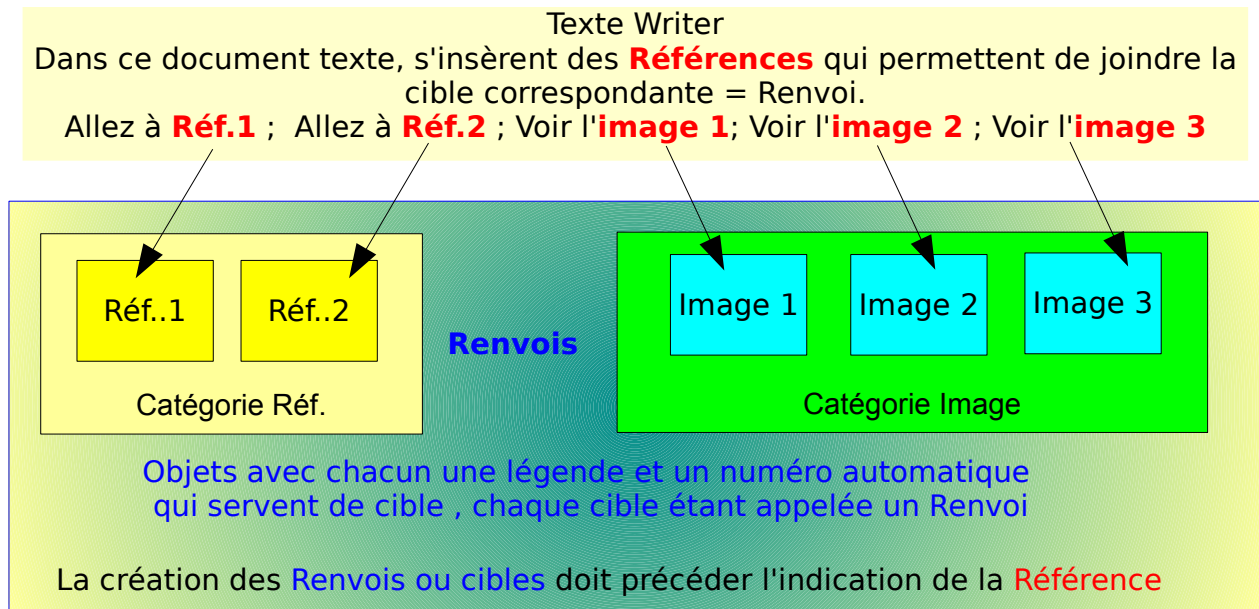 Texte Writer
Dans ce document texte, s'insèrent des Références qui permettent de joindre la
cible correspondante = Renvoi.
Allez à Réf.1 ;  Allez à Réf.2 ; Voir l'image 1; Voir l'image 2 ; Voir l'image 3
Réf..1
Réf..2
Catégorie Réf.
Renvois
Image 1
Image 2
Image 3
Catégorie Image
Objets avec chacun une légende et un numéro automatique
qui servent de cible , chaque cible étant appelée un Renvoi
La création des Renvois ou cibles doit précéder l'indication de la Référence